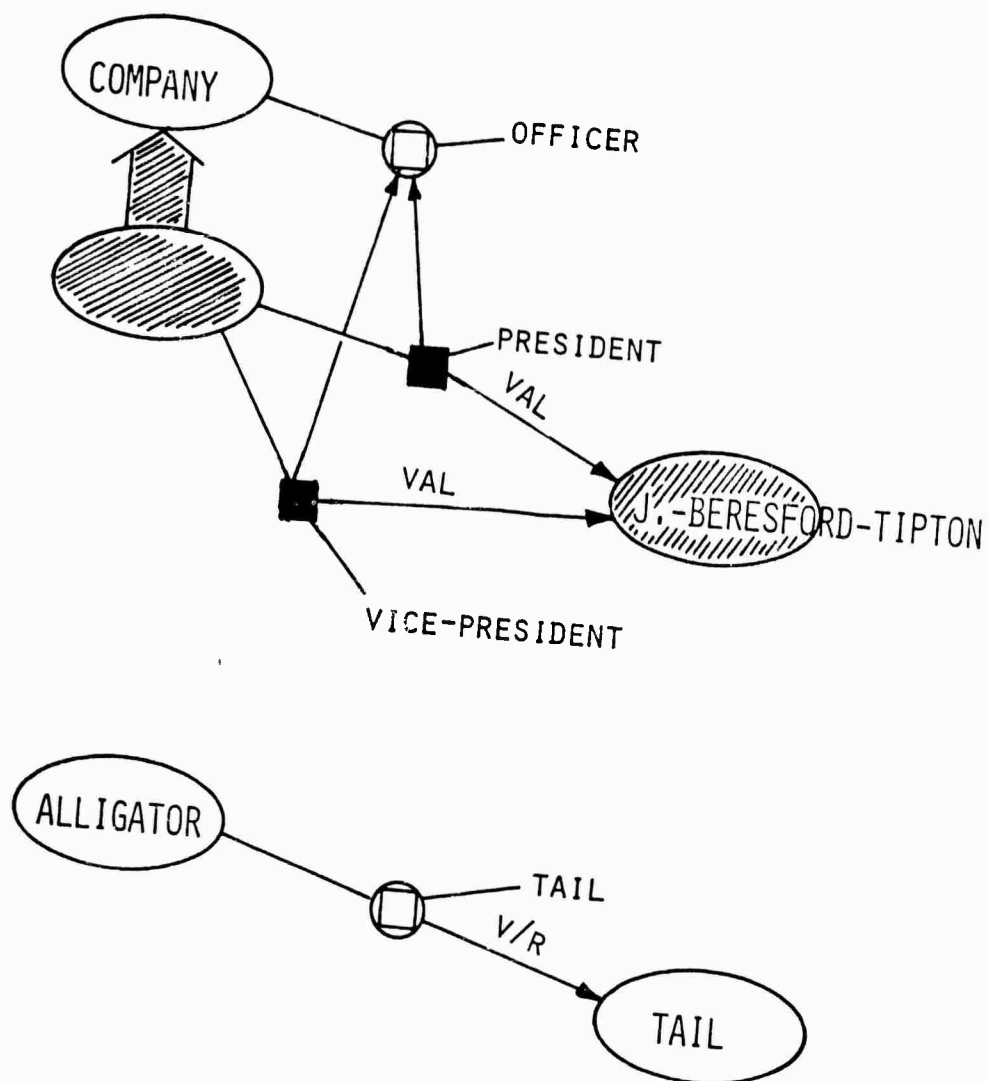 COMPANY
OFFICER
PRESIDENT
VAL
VAL
J.-BERESFORD-TIPTON
VICE-PRESIDENT
ALLIGATOR
TAIL
V/R
TAIL